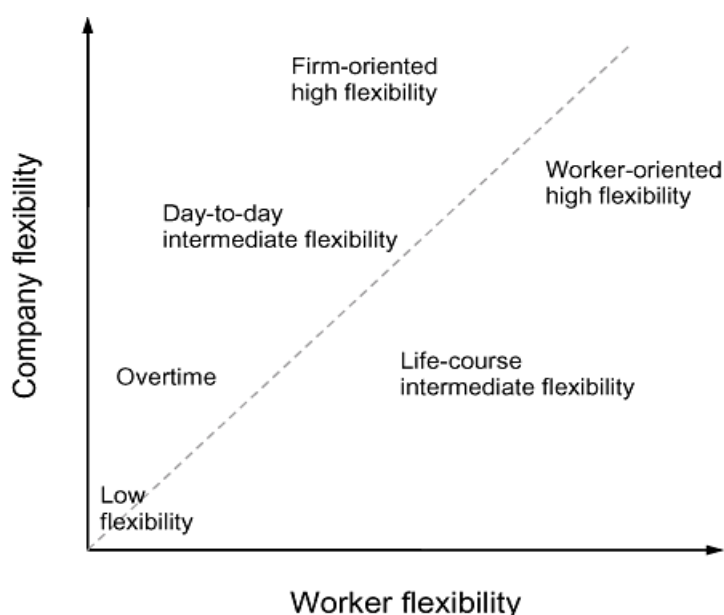 Firm-oriented
high flexibility
Worker-oriented
high flexibility
Day-to-day
intermediate flexibility
Company flexibility
Life-course
intermediate flexibility
Overtime
Low
flexibility
Worker flexibility